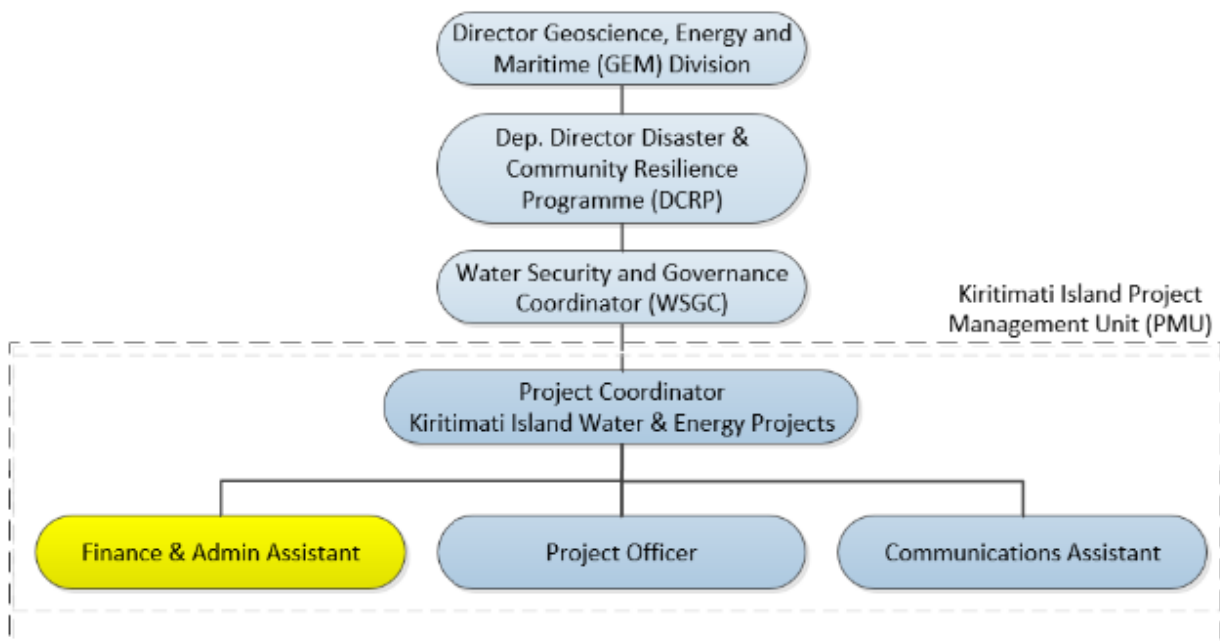 Director Geoscience, Energy and
Maritime (GEM) Division
Dep. Director Disaster &
Community Resilience
Programme (DCRP)
Water Security and Governance
Coordinator (WSGC)
Kiritimati Island Project
Management Unit (PMU)
Project Coordinator
Kiritimati Island Water & Energy Projects
Finance & Admin Assistant
Project Officer
Communications Assistant